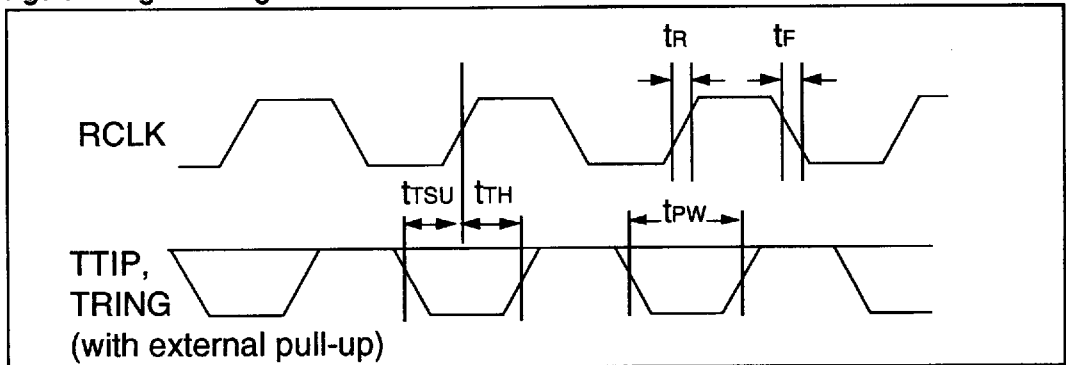 tR tF
RCLK
tTSU tTH
tPW
TTIP,
TRING
(with external pull-up)